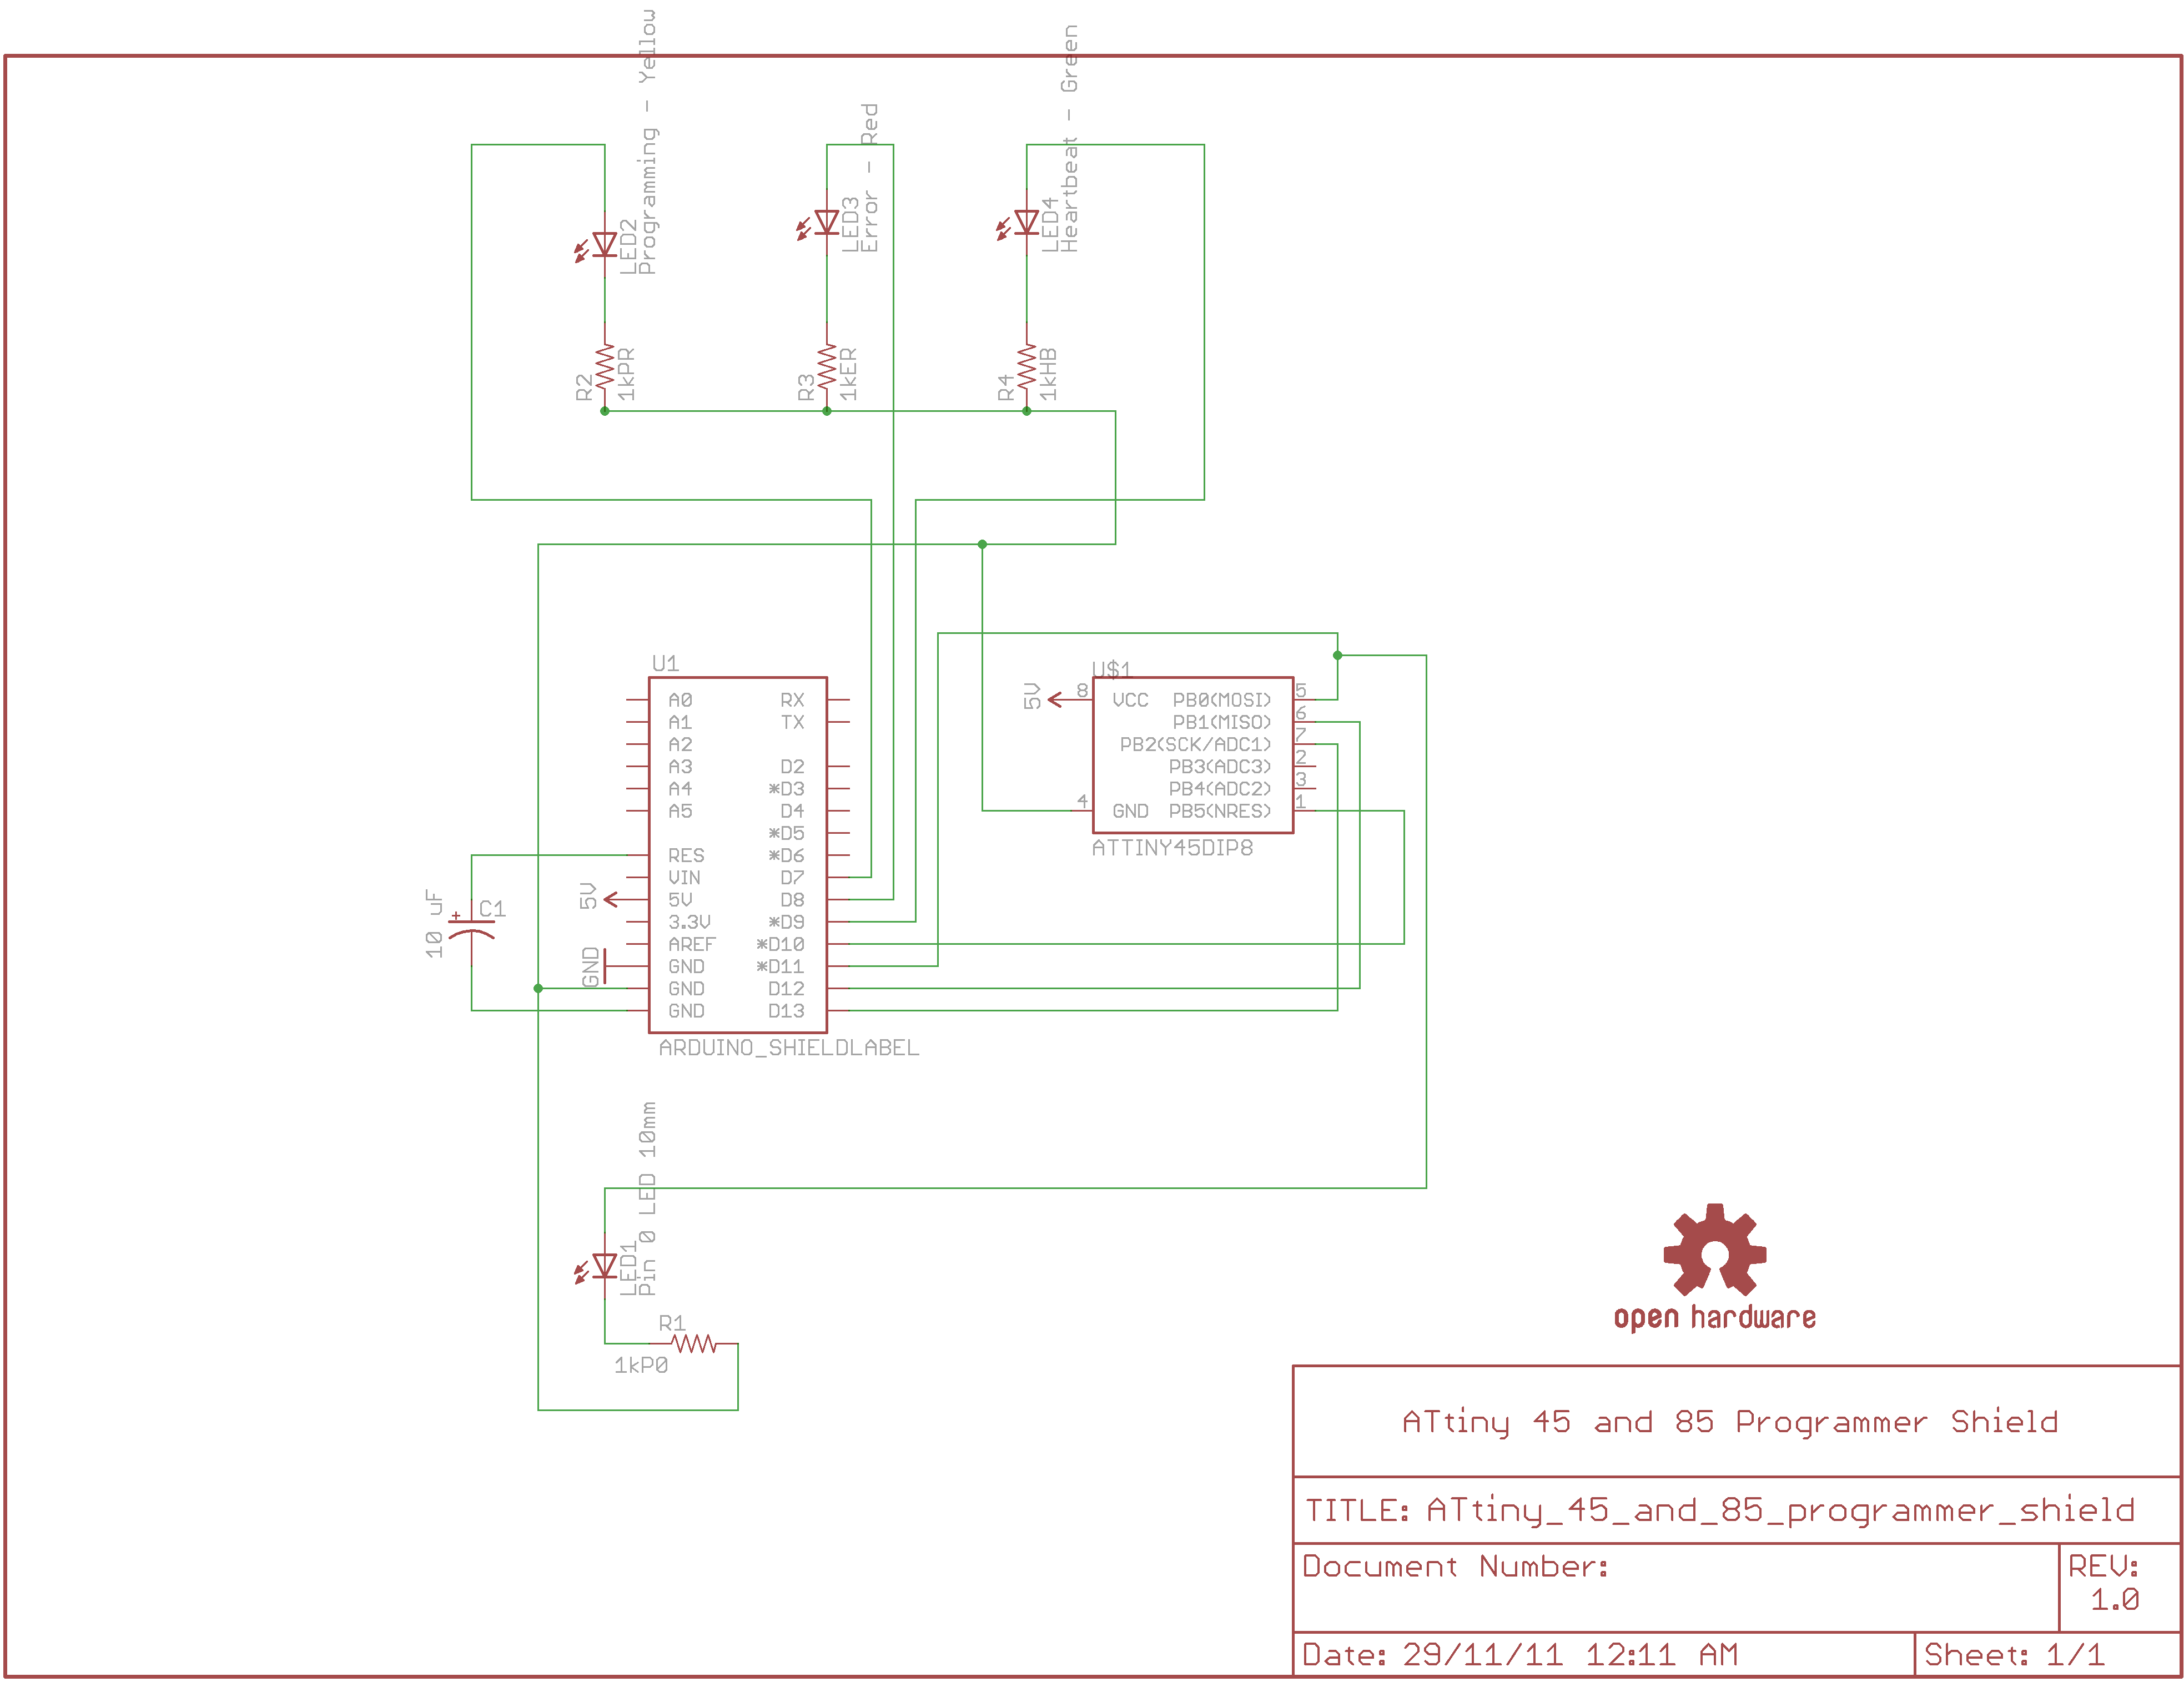 Programming - Yellow
LED2
Error - Red
LED3
Heartbeat - Green
LED4
R2
1kPR
R3
1kER
R4
1kHB
U1
A0
A1
A2
A3
A4
A5
RES
VIN
5V
3.3V
AREF
GND
GND
GND
RX
TX
D2
*D3
D4
*D5
*D6
D7
D8
*D9
*D10
*D11
D12
D13
ARDUINO_SHIELDLABEL
5V
GND
10 uF
+
C1
U$1
5V
8
4
VCC
GND
PB0(MOSI)
PB1(MISO)
PB2(SCK/ADC1)
PB3(ADC3)
PB4(ADC2)
PB5(NRES)
5
6
7
2
3
1
ATTINY45DIP8
LED1
Pin 0 LED 10mm
R1
1kP0
open hardware
ATtiny 45 and 85 Programmer Shield
TITLE: ATtiny_45_and_85_programmer_shield
Document Number:
REV:
1.0
Date: 29/11/11 12:11 AM
Sheet: 1/1